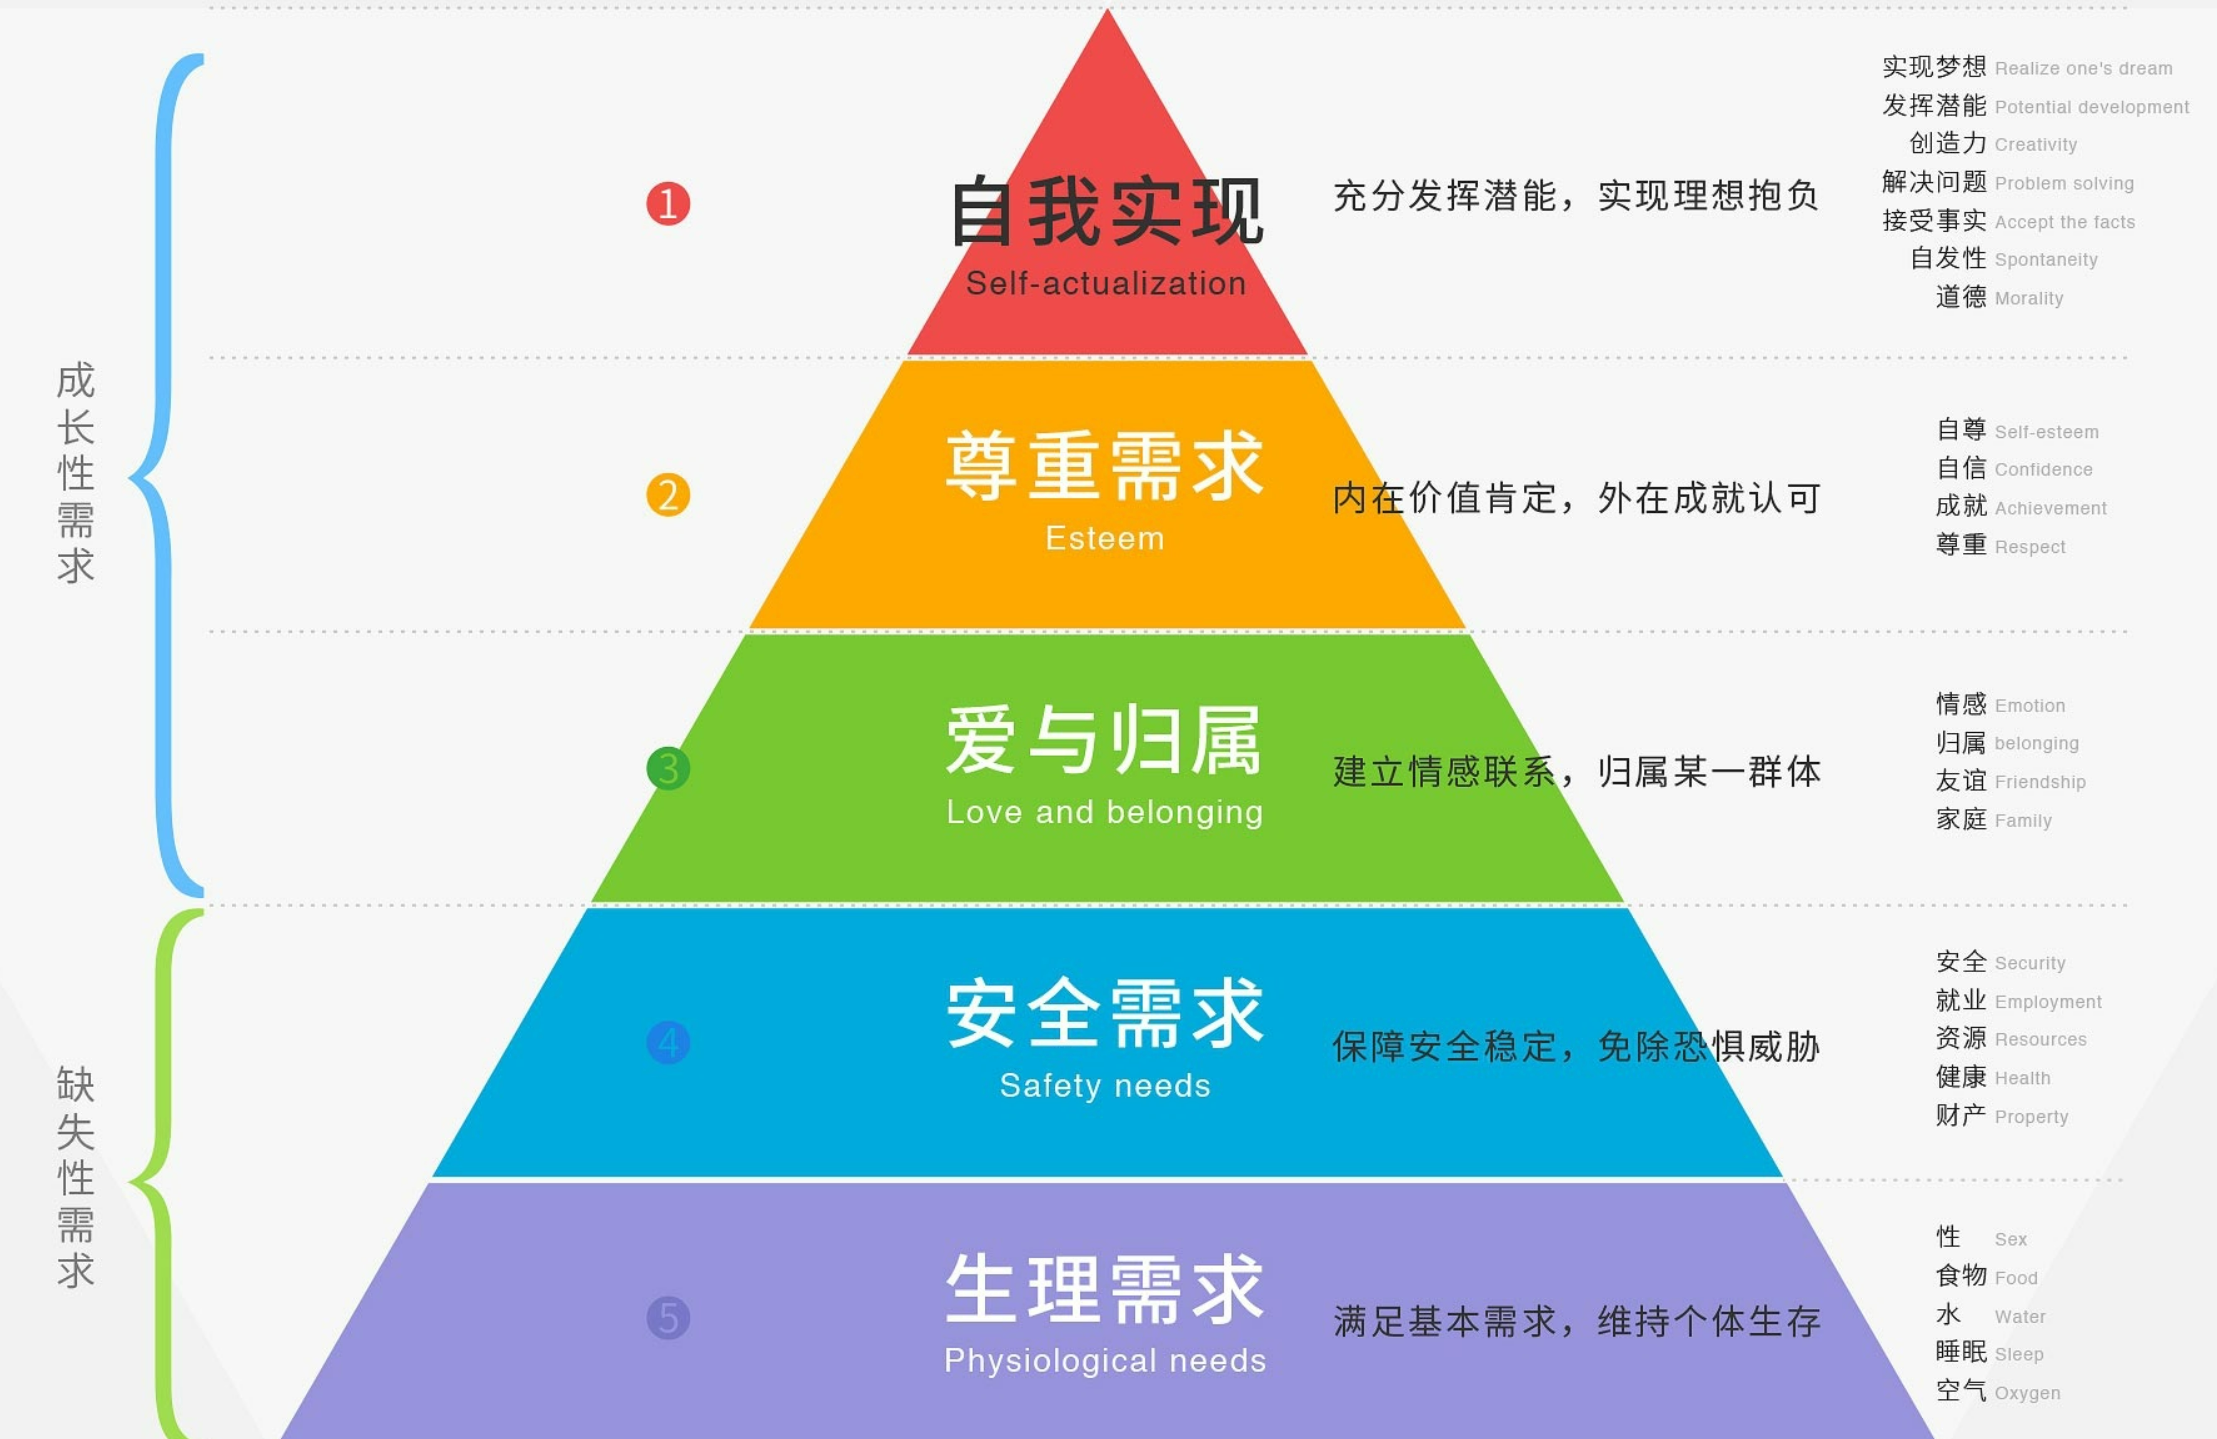 成长性需求
1
自我实现
Self-actualization
充分发挥潜能，实现理想抱负
实现梦想 Realize one's dream
发挥潜能 Potential development
创造力 Creativity
解决问题 Problem solving
接受事实 Accept the facts
自发性 Spontaneity
道德 Morality
2
尊重需求
Esteem
内在价值肯定，外在成就认可
自尊 Self-esteem
自信 Confidence
成就 Achievement
尊重 Respect
3
爱与归属
Love and belonging
建立情感联系，归属某一群体
情感 Emotion
归属 belonging
友谊 Friendship
家庭 Family
缺失性需求
4
安全需求
Safety needs
保障安全稳定，免除恐惧威胁
安全 Security
就业 Employment
资源 Resources
健康 Health
财产 Property
5
生理需求
Physiological needs
满足基本需求，维持个体生存
性 Sex
食物 Food
水 Water
睡眠 Sleep
空气 Oxygen